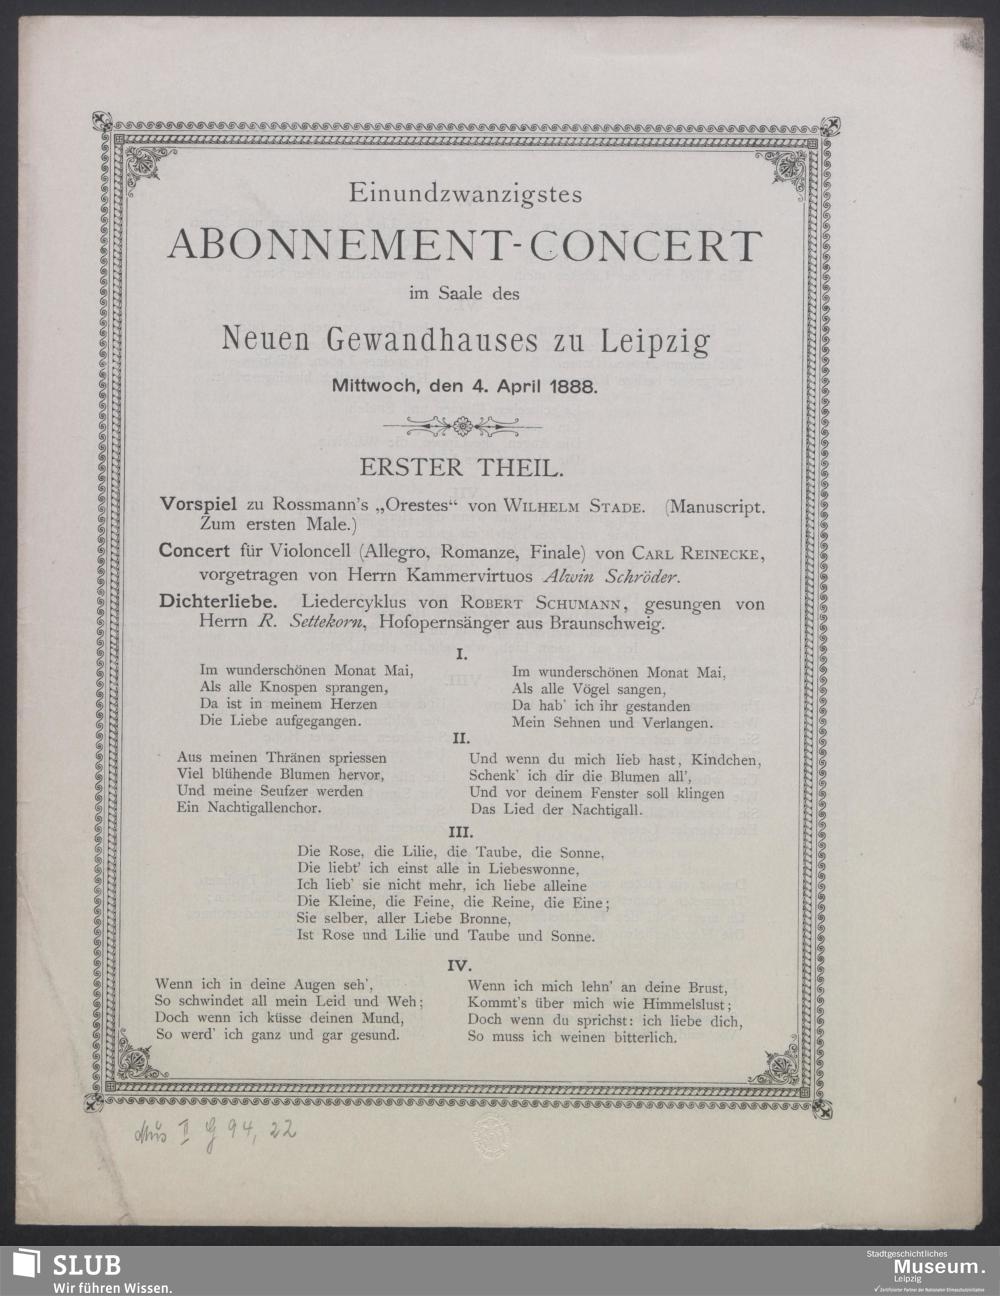 Einundzwanzigstes
ABONNEMENT-CONCERT
im Saale des
Neuen Gewandhauses zu Leipzig
Mittwoch, den 4. April 1888.
ERSTER THEIL.
Vorspiel zu Rossmann's „Orestes“ von WILHELM STADE. (Manuscript.
Zum ersten Male.)
Concert für Violoncell (Allegro, Romanze, Finale) von CARL REINECKE,
vorgetragen von Herrn Kammervirtuos Alwin Schröder.
Dichterliebe. Liedercyklus von ROBERT SCHUMANN, gesungen von
Herrn R. Settekorn, Hofopernsänger aus Braunschweig.
I.
Im wunderschönen Monat Mai,
Als alle Knospen sprangen,
Da ist in meinem Herzen
Die Liebe aufgegangen.
Im wunderschönen Monat Mai,
Als alle Vögel sangen,
Da hab' ich ihr gestanden
Mein Sehnen und Verlangen.
II.
Aus meinen Thränen spriessen
Viel blühende Blumen hervor,
Und meine Seufzer werden
Ein Nachtigallenchor.
Und wenn du mich lieb hast, Kindchen,
Schenk' ich dir die Blumen all',
Und vor deinem Fenster soll klingen
Das Lied der Nachtigall.
III.
Die Rose, die Lilie, die Taube, die Sonne,
Die liebt' ich einst alle in Liebeswonne,
Ich lieb' sie nicht mehr, ich liebe alleine
Die Kleine, die Feine, die Reine, die Eine;
Sie selber, aller Liebe Bronne,
Ist Rose und Lilie und Taube und Sonne.
IV.
Wenn ich in deine Augen seh',
So schwindet all mein Leid und Weh;
Doch wenn ich küsse deinen Mund,
So werd' ich ganz und gar gesund.
Wenn ich mich lehn' an deine Brust,
Kommt's über mich wie Himmelslust;
Doch wenn du sprichst: ich liebe dich,
So muss ich weinen bitterlich.
Mus II G 94, 22
SLUB
Wir führen Wissen.
Stadtgeschichtliches
Museum.
Leipzig
Zertifizierter Partner der Nationalen Klimaschutzinitiative